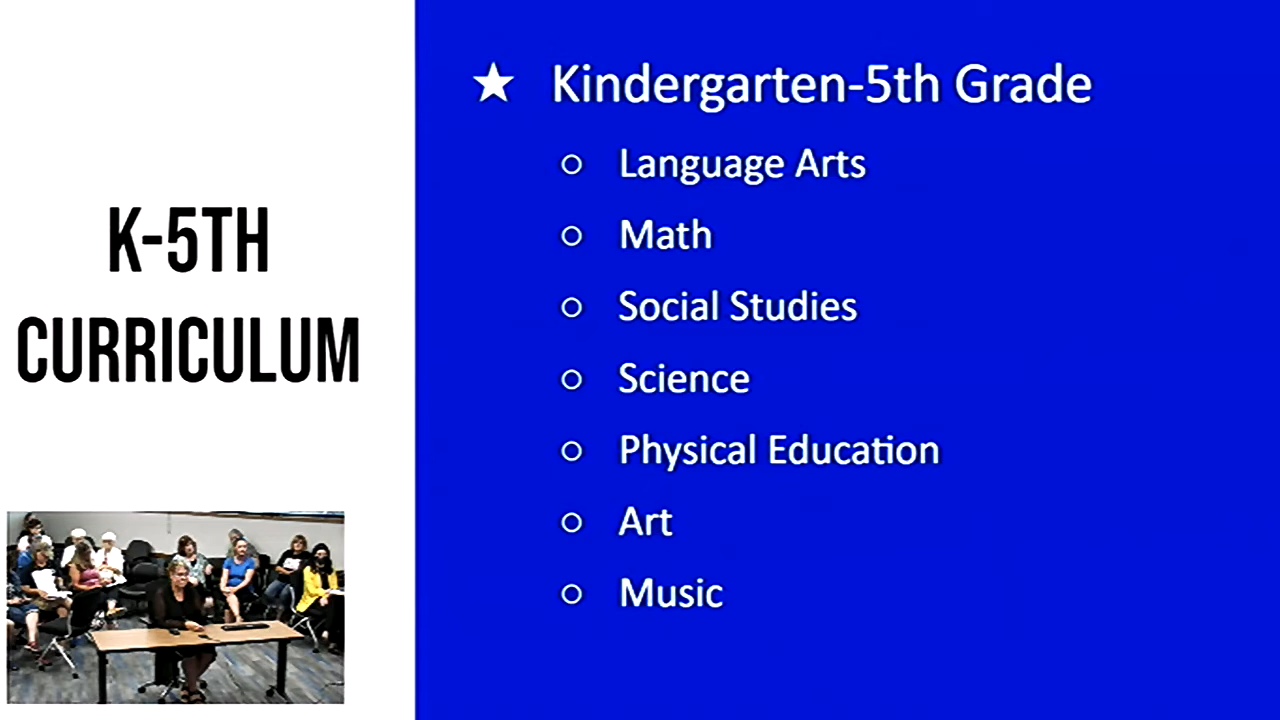 K-5TH
CURRICULUM
★ Kindergarten-5th Grade
○ Language Arts
○ Math
○ Social Studies
○ Science
○ Physical Education
○ Art
○ Music